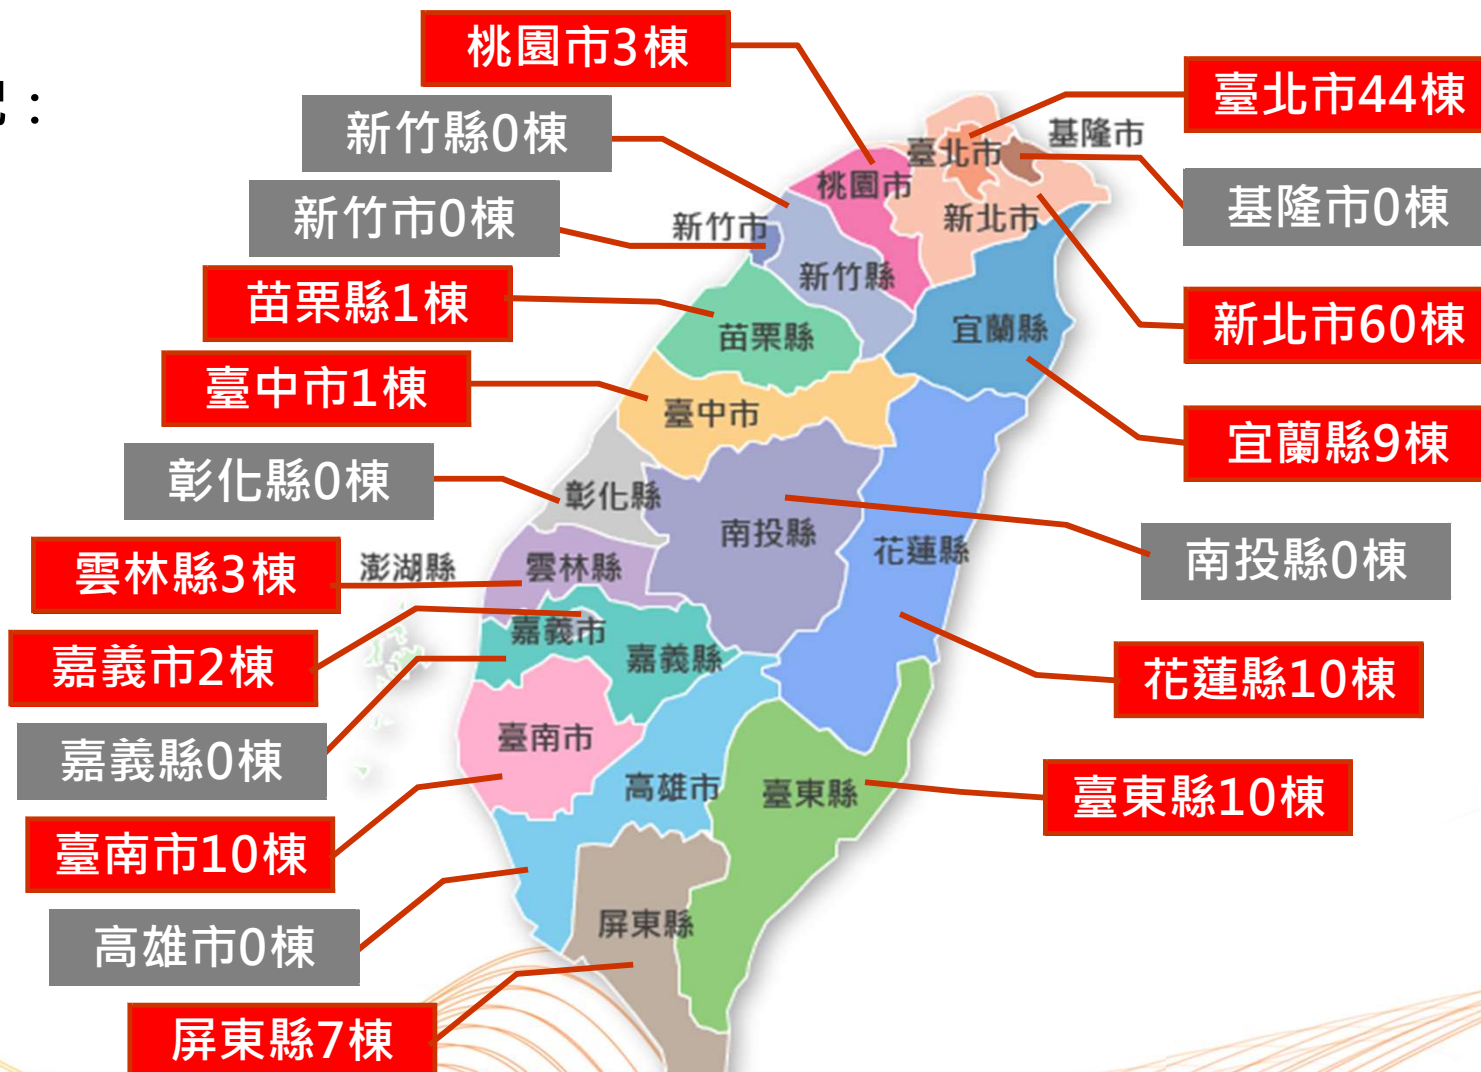 ：
桃園市3棟
新竹縣0棟
新竹市0棟
苗栗縣1棟
臺中市1棟
彰化縣0棟
雲林縣3棟
嘉義市2棟
嘉義縣0棟
臺南市10棟
高雄市0棟
屏東縣7棟
臺北市44棟
基隆市0棟
新北市60棟
宜蘭縣9棟
南投縣0棟
花蓮縣10棟
臺東縣10棟
基隆市
臺北市
桃園市
新北市
新竹市
新竹縣
宜蘭縣
苗栗縣
臺中市
彰化縣
南投縣
花蓮縣
澎湖縣
雲林縣
嘉義市
嘉義縣
臺南市
高雄市
臺東縣
屏東縣